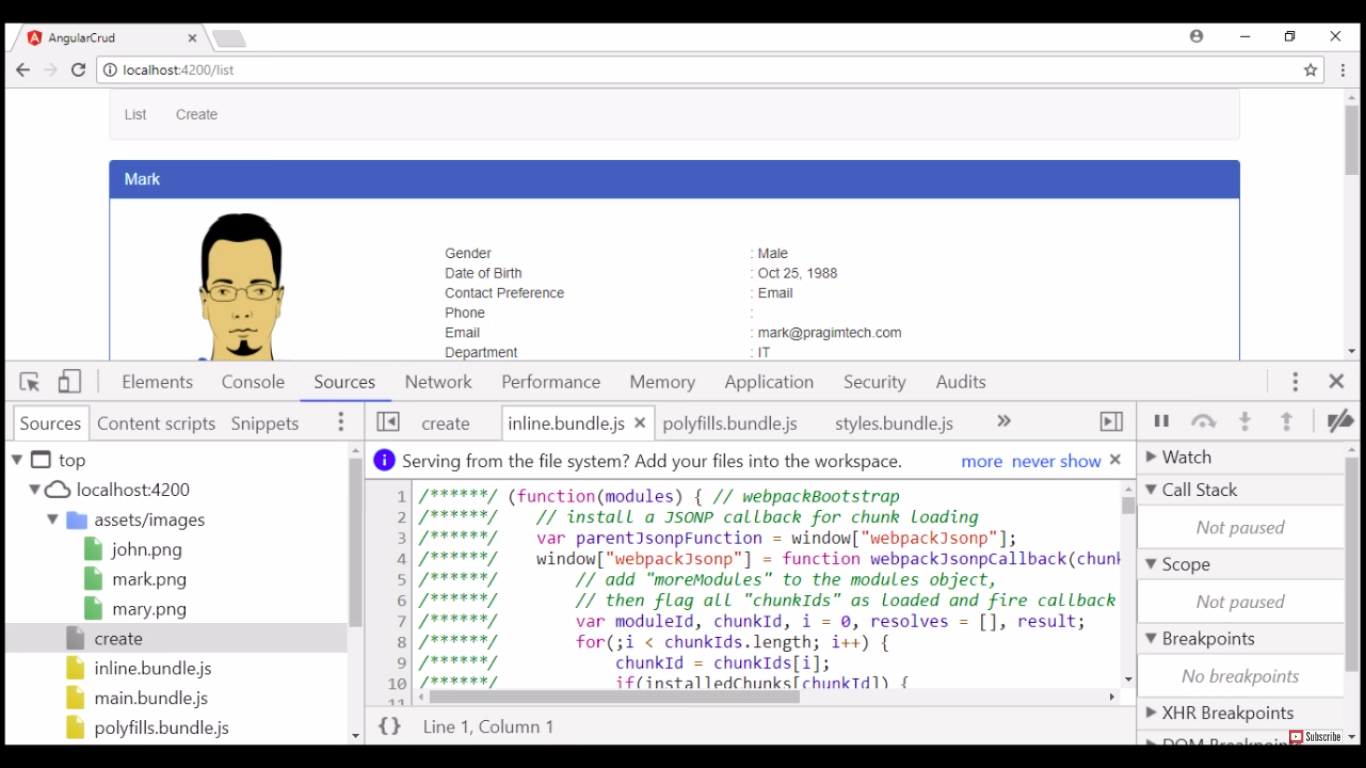 AngularCrud
localhost:4200/list
List Create
Mark
Gender : Male
Date of Birth : Oct 25, 1988
Contact Preference : Email
Phone :
Email : mark@pragimtech.com
Department : IT
Elements Console Sources Network Performance Memory Application Security Audits
Sources Content scripts Snippets
create inline.bundle.js polyfills.bundle.js styles.bundle.js »
Serving from the file system? Add your files into the workspace. more never show
top
localhost:4200
assets/images
john.png
mark.png
mary.png
create
inline.bundle.js
main.bundle.js
polyfills.bundle.js
1 /******/ (function(modules) { // webpackBootstrap
2 /******/ // install a JSONP callback for chunk loading
3 /******/ var parentJsonpFunction = window["webpackJsonp"];
4 /******/ window["webpackJsonp"] = function webpackJsonpCallback(chunk
5 /******/ // add "moreModules" to the modules object,
6 /******/ // then flag all "chunkIds" as loaded and fire callback
7 /******/ var moduleId, chunkId, i = 0, resolves = [], result;
8 /******/ for(;i < chunkIds.length; i++) {
9 /******/ chunkId = chunkIds[i];
10 /******/ if(installedChunks[chunkId]) {
11
{} Line 1, Column 1
Watch
Call Stack
Not paused
Scope
Not paused
Breakpoints
No breakpoints
XHR Breakpoints
DOM Breakpoints
Subscribe